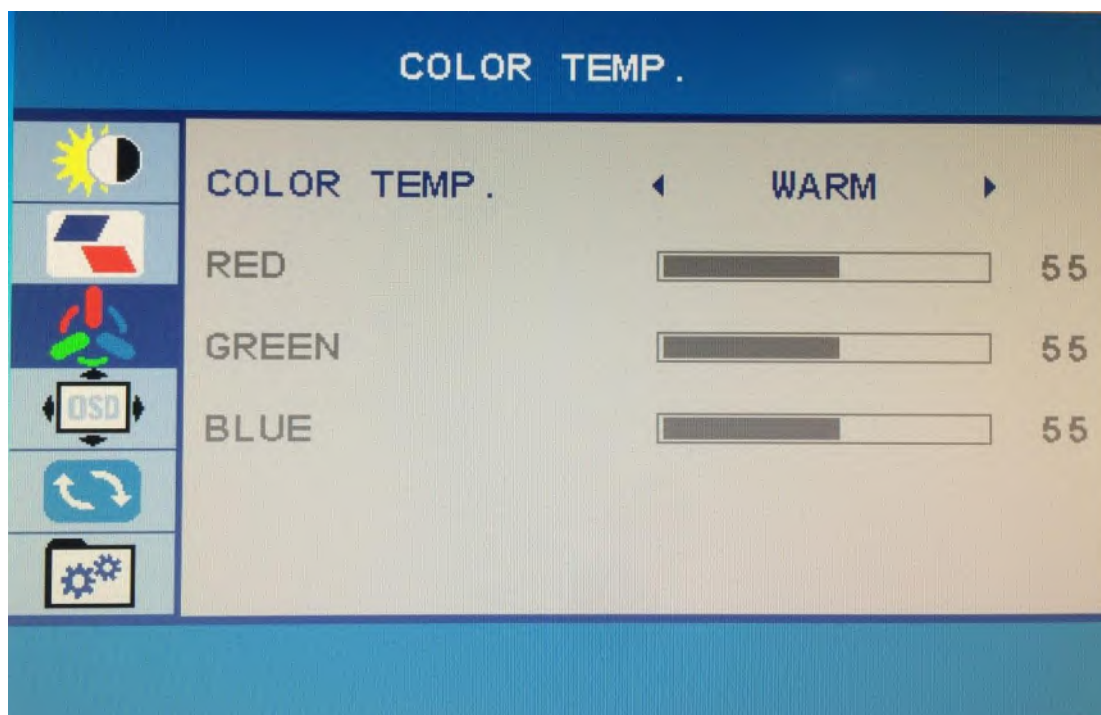 COLOR TEMP.
COLOR TEMP. WARM
RED 55
GREEN 55
OSD
BLUE 55